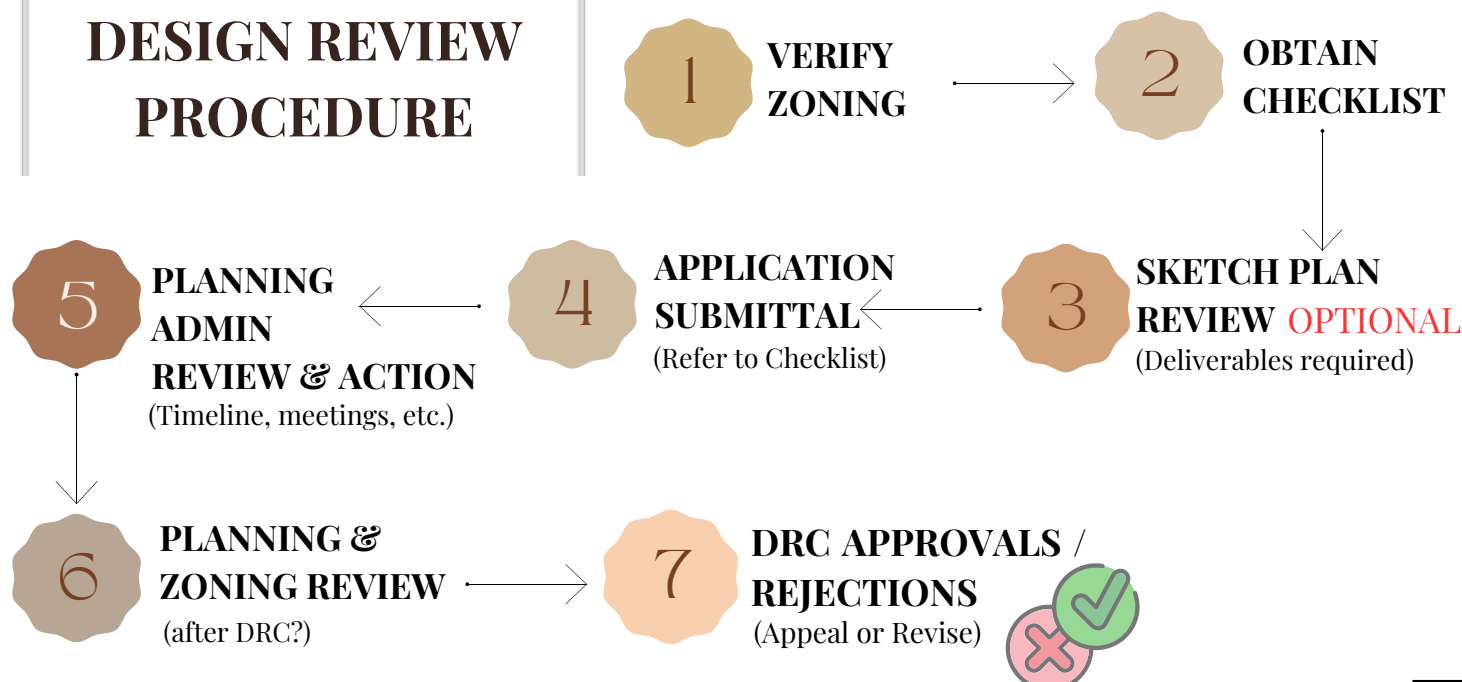 DESIGN REVIEW
PROCEDURE
1
VERIFY
ZONING
2
OBTAIN
CHECKLIST
3
SKETCH PLAN
REVIEW OPTIONAL
(Deliverables required)
4
APPLICATION
SUBMITTAL
(Refer to Checklist)
5
PLANNING
ADMIN
REVIEW & ACTION
(Timeline, meetings, etc.)
6
PLANNING &
ZONING REVIEW
(after DRC?)
7
DRC APPROVALS /
REJECTIONS
(Appeal or Revise)